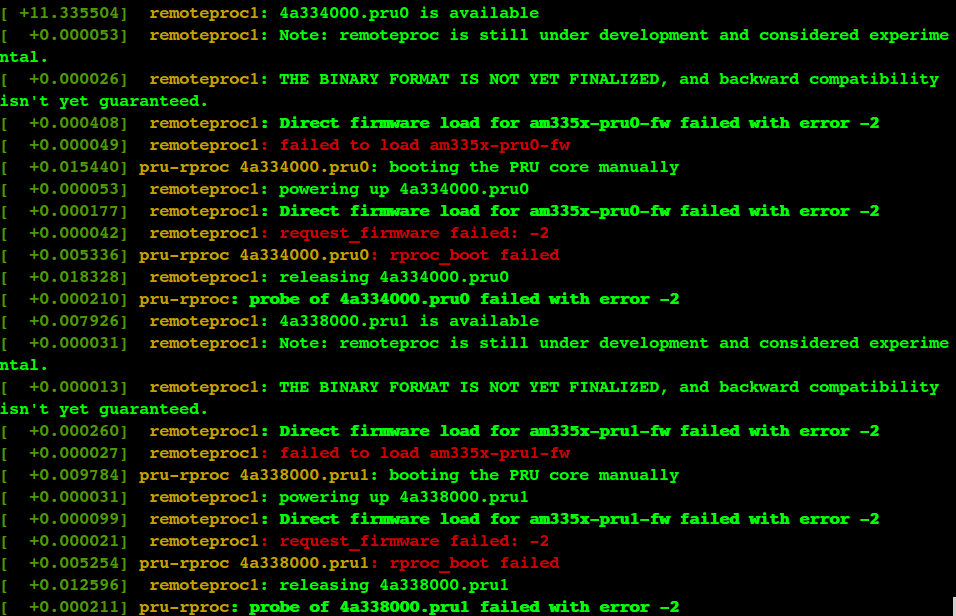 [ +11.335504]  remoteproc1: 4a334000.pru0 is available
[  +0.000053]  remoteproc1: Note: remoteproc is still under development and considered experime
ntal.
[  +0.000026]  remoteproc1: THE BINARY FORMAT IS NOT YET FINALIZED, and backward compatibility
isn't yet guaranteed.
[  +0.000408]  remoteproc1: Direct firmware load for am335x-pru0-fw failed with error -2
[  +0.000049]  remoteproc1: failed to load am335x-pru0-fw
[  +0.015440] pru-rproc 4a334000.pru0: booting the PRU core manually
[  +0.000053]  remoteproc1: powering up 4a334000.pru0
[  +0.000177]  remoteproc1: Direct firmware load for am335x-pru0-fw failed with error -2
[  +0.000042]  remoteproc1: request_firmware failed: -2
[  +0.005336] pru-rproc 4a334000.pru0: rproc_boot failed
[  +0.018328]  remoteproc1: releasing 4a334000.pru0
[  +0.000210] pru-rproc: probe of 4a334000.pru0 failed with error -2
[  +0.007926]  remoteproc1: 4a338000.pru1 is available
[  +0.000031]  remoteproc1: Note: remoteproc is still under development and considered experime
ntal.
[  +0.000013]  remoteproc1: THE BINARY FORMAT IS NOT YET FINALIZED, and backward compatibility
isn't yet guaranteed.
[  +0.000260]  remoteproc1: Direct firmware load for am335x-pru1-fw failed with error -2
[  +0.000027]  remoteproc1: failed to load am335x-pru1-fw
[  +0.009784] pru-rproc 4a338000.pru1: booting the PRU core manually
[  +0.000031]  remoteproc1: powering up 4a338000.pru1
[  +0.000099]  remoteproc1: Direct firmware load for am335x-pru1-fw failed with error -2
[  +0.000021]  remoteproc1: request_firmware failed: -2
[  +0.005254] pru-rproc 4a338000.pru1: rproc_boot failed
[  +0.012596]  remoteproc1: releasing 4a338000.pru1
[  +0.000211] pru-rproc: probe of 4a338000.pru1 failed with error -2